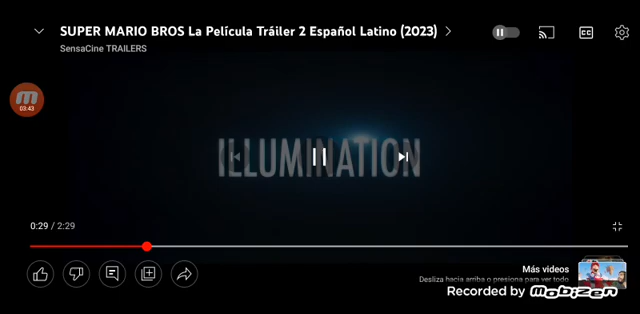 SUPER MARIO BROS La Película Tráiler 2 Español Latino (2023)
SensaCine TRAILERS
CC
03:43
ILLUMINATION
0:29 / 2:29
Más videos
Desliza hacia arriba o presiona para ver todo
Recorded by Mobizen